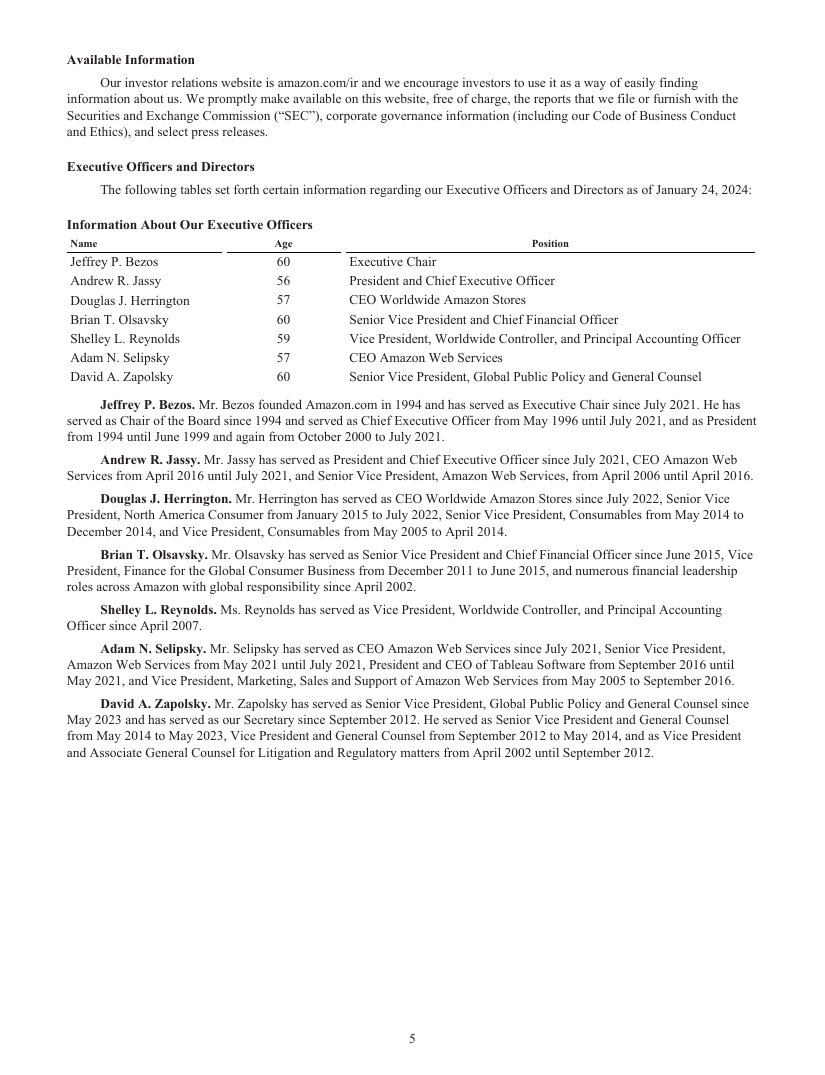 Available Information
Our investor relations website is amazon.com/ir and we encourage investors to use it as a way of easily finding
information about us. We promptly make available on this website, free of charge, the reports that we file or furnish with the
Securities and Exchange Commission (“SEC”), corporate governance information (including our Code of Business Conduct
and Ethics), and select press releases.
Executive Officers and Directors
The following tables set forth certain information regarding our Executive Officers and Directors as of January 24, 2024:
Information About Our Executive Officers
Name Age Position
Jeffrey P. Bezos 60 Executive Chair
Andrew R. Jassy 56 President and Chief Executive Officer
Douglas J. Herrington 57 CEO Worldwide Amazon Stores
Brian T. Olsavsky 60 Senior Vice President and Chief Financial Officer
Shelley L. Reynolds 59 Vice President, Worldwide Controller, and Principal Accounting Officer
Adam N. Selipsky 57 CEO Amazon Web Services
David A. Zapolsky 60 Senior Vice President, Global Public Policy and General Counsel
Jeffrey P. Bezos. Mr. Bezos founded Amazon.com in 1994 and has served as Executive Chair since July 2021. He has
served as Chair of the Board since 1994 and served as Chief Executive Officer from May 1996 until July 2021, and as President
from 1994 until June 1999 and again from October 2000 to July 2021.
Andrew R. Jassy. Mr. Jassy has served as President and Chief Executive Officer since July 2021, CEO Amazon Web
Services from April 2016 until July 2021, and Senior Vice President, Amazon Web Services, from April 2006 until April 2016.
Douglas J. Herrington. Mr. Herrington has served as CEO Worldwide Amazon Stores since July 2022, Senior Vice
President, North America Consumer from January 2015 to July 2022, Senior Vice President, Consumables from May 2014 to
December 2014, and Vice President, Consumables from May 2005 to April 2014.
Brian T. Olsavsky. Mr. Olsavsky has served as Senior Vice President and Chief Financial Officer since June 2015, Vice
President, Finance for the Global Consumer Business from December 2011 to June 2015, and numerous financial leadership
roles across Amazon with global responsibility since April 2002.
Shelley L. Reynolds. Ms. Reynolds has served as Vice President, Worldwide Controller, and Principal Accounting
Officer since April 2007.
Adam N. Selipsky. Mr. Selipsky has served as CEO Amazon Web Services since July 2021, Senior Vice President,
Amazon Web Services from May 2021 until July 2021, President and CEO of Tableau Software from September 2016 until
May 2021, and Vice President, Marketing, Sales and Support of Amazon Web Services from May 2005 to September 2016.
David A. Zapolsky. Mr. Zapolsky has served as Senior Vice President, Global Public Policy and General Counsel since
May 2023 and has served as our Secretary since September 2012. He served as Senior Vice President and General Counsel
from May 2014 to May 2023, Vice President and General Counsel from September 2012 to May 2014, and as Vice President
and Associate General Counsel for Litigation and Regulatory matters from April 2002 until September 2012.
5